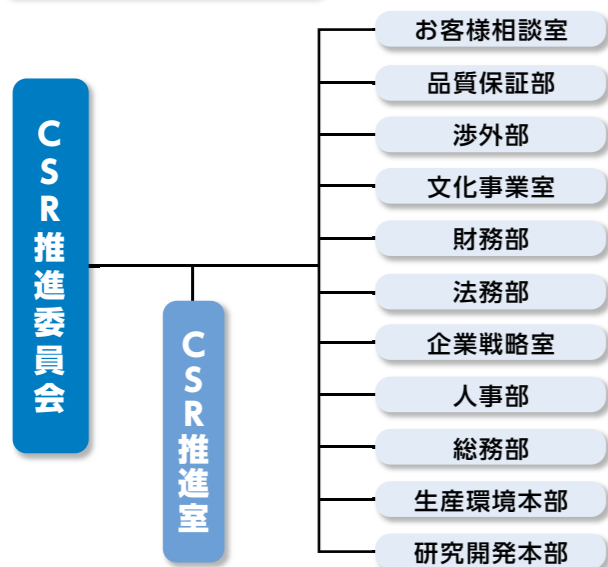 CSR推進委員会
CSR推進室
お客様相談室
品質保証部
渉外部
文化事業室
財務部
法務部
企業戦略室
人事部
総務部
生産環境本部
研究開発本部